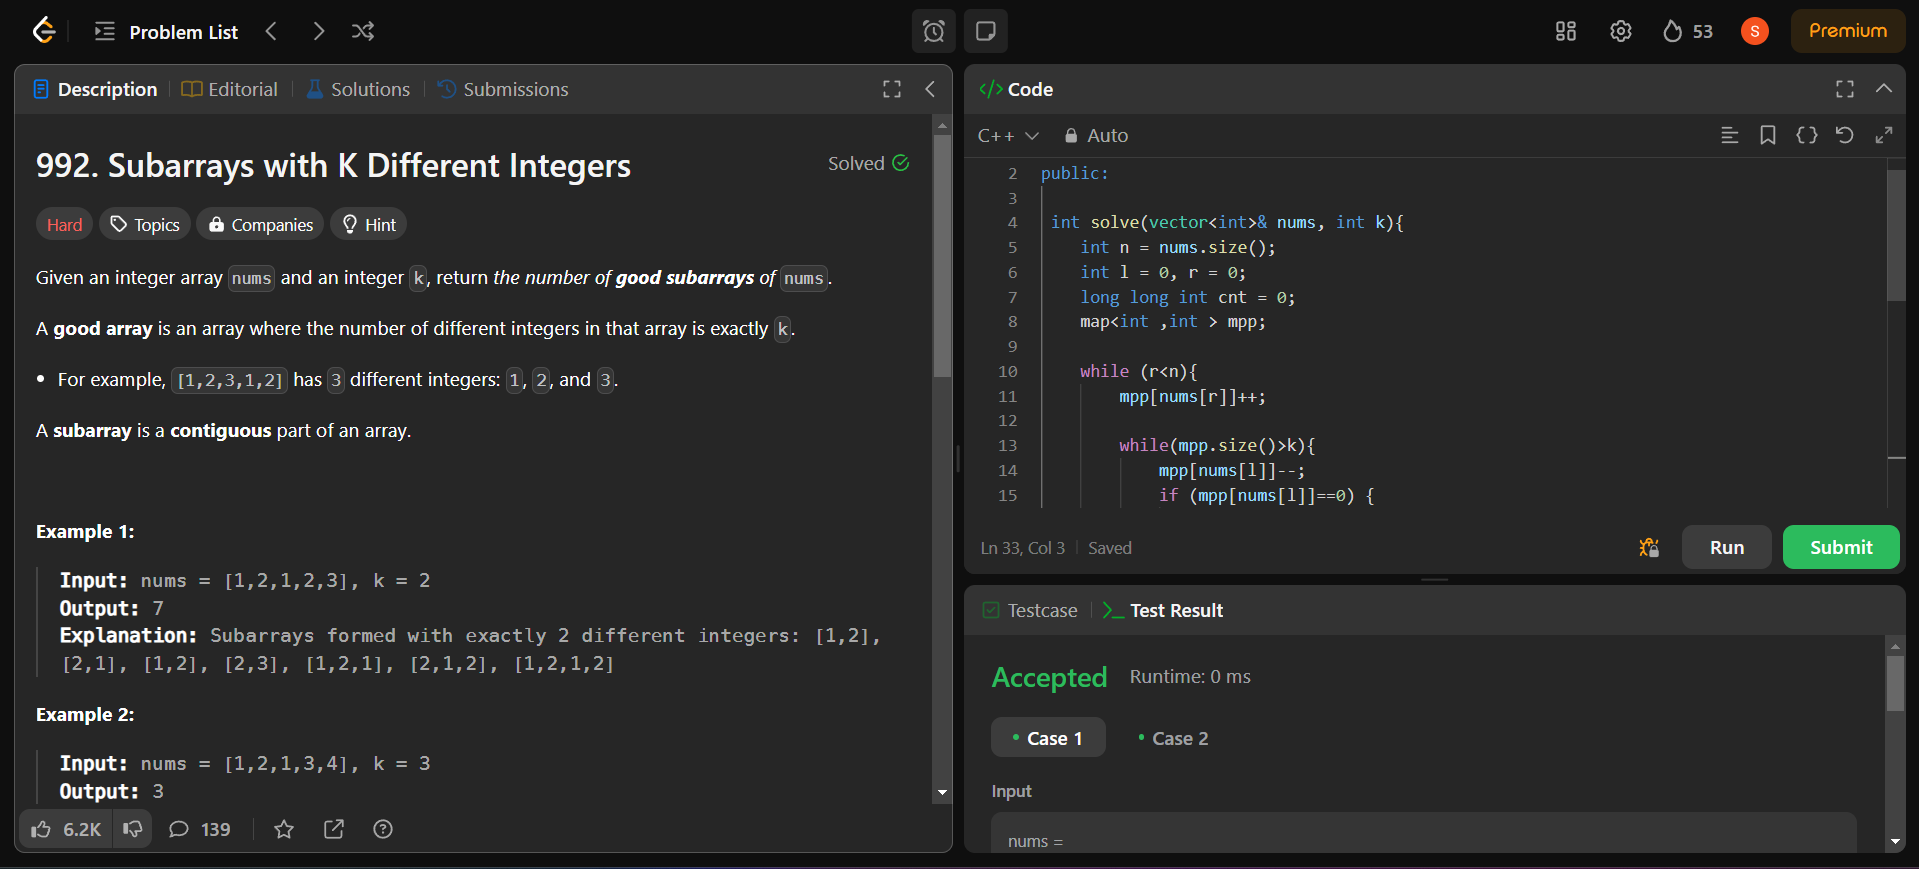 Problem List
53
S
Premium
Description
Editorial
Solutions
Submissions
992. Subarrays with K Different Integers
Solved
Hard
Topics
Companies
Hint
Given an integer array nums and an integer k, return the number of good subarrays of nums.
A good array is an array where the number of different integers in that array is exactly k.
• For example, [1,2,3,1,2] has 3 different integers: 1, 2, and 3.
A subarray is a contiguous part of an array.
Example 1:
Input: nums = [1,2,1,2,3], k = 2
Output: 7
Explanation: Subarrays formed with exactly 2 different integers: [1,2],
[2,1], [1,2], [2,3], [1,2,1], [2,1,2], [1,2,1,2]
Example 2:
Input: nums = [1,2,1,3,4], k = 3
Output: 3
6.2K
139
</> Code
C++
Auto
2 public:
3
4 int solve(vector<int>& nums, int k){
5 int n = nums.size();
6 int l = 0, r = 0;
7 long long int cnt = 0;
8 map<int ,int > mpp;
9
10 while (r<n){
11 mpp[nums[r]]++;
12
13 while(mpp.size()>k){
14 mpp[nums[l]]--;
15 if (mpp[nums[l]]==0) {
Ln 33, Col 3
Saved
Run
Submit
Testcase
Test Result
Accepted
Runtime: 0 ms
• Case 1
• Case 2
Input
nums =